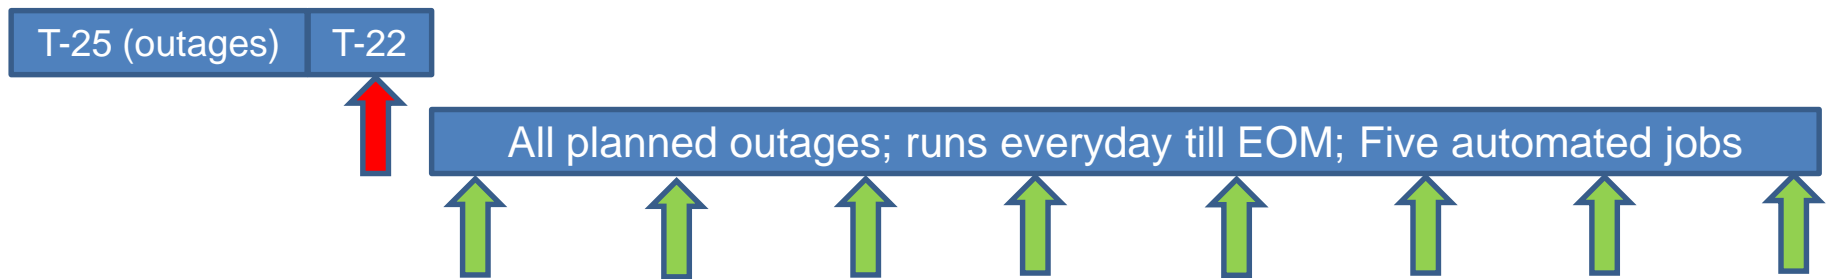 T-25 (outages) T-22
All planned outages; runs everyday till EOM; Five automated jobs